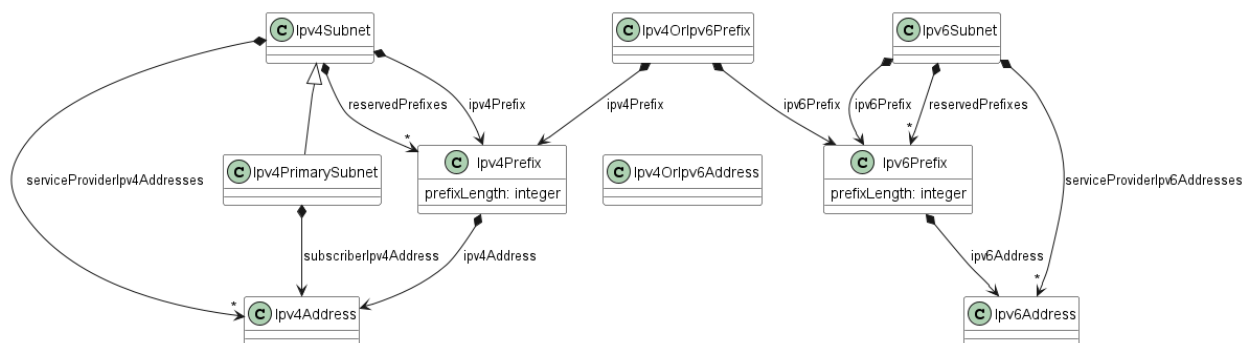 C Ipv4Subnet
C Ipv4OrIpv6Prefix
C Ipv6Subnet
reservedPrefixes
ipv4Prefix
ipv4Prefix
ipv6Prefix
ipv6Prefix
reservedPrefixes
*
*
serviceProviderIpv4Addresses
C Ipv4PrimarySubnet
C Ipv4Prefix
prefixLength: integer
C Ipv4OrIpv6Address
C Ipv6Prefix
prefixLength: integer
serviceProviderIpv6Addresses
subscriberIpv4Address
ipv4Address
ipv6Address
*
*
C Ipv4Address
C Ipv6Address